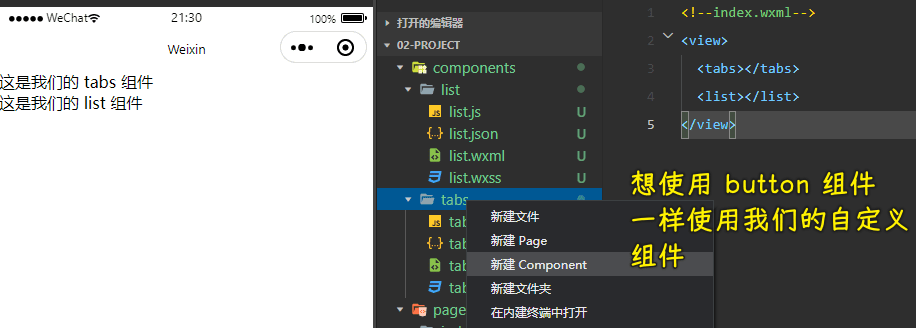 ●●●●● WeChat 21:30 100%
Weixin
这是我们的 tabs 组件
这是我们的 list 组件
打开的编辑器
02-PROJECT
components
list
list.js U
list.json U
list.wxml U
list.wxss U
tabs
tab
tab
tab
tab
page
新建文件
新建 Page
新建 Component
新建文件夹
在内建终端中打开
1 <!--index.wxml-->
2 <view>
3 <tabs></tabs>
4 <list></list>
5 </view>
想使用 button 组件
一样使用我们的自定义
组件